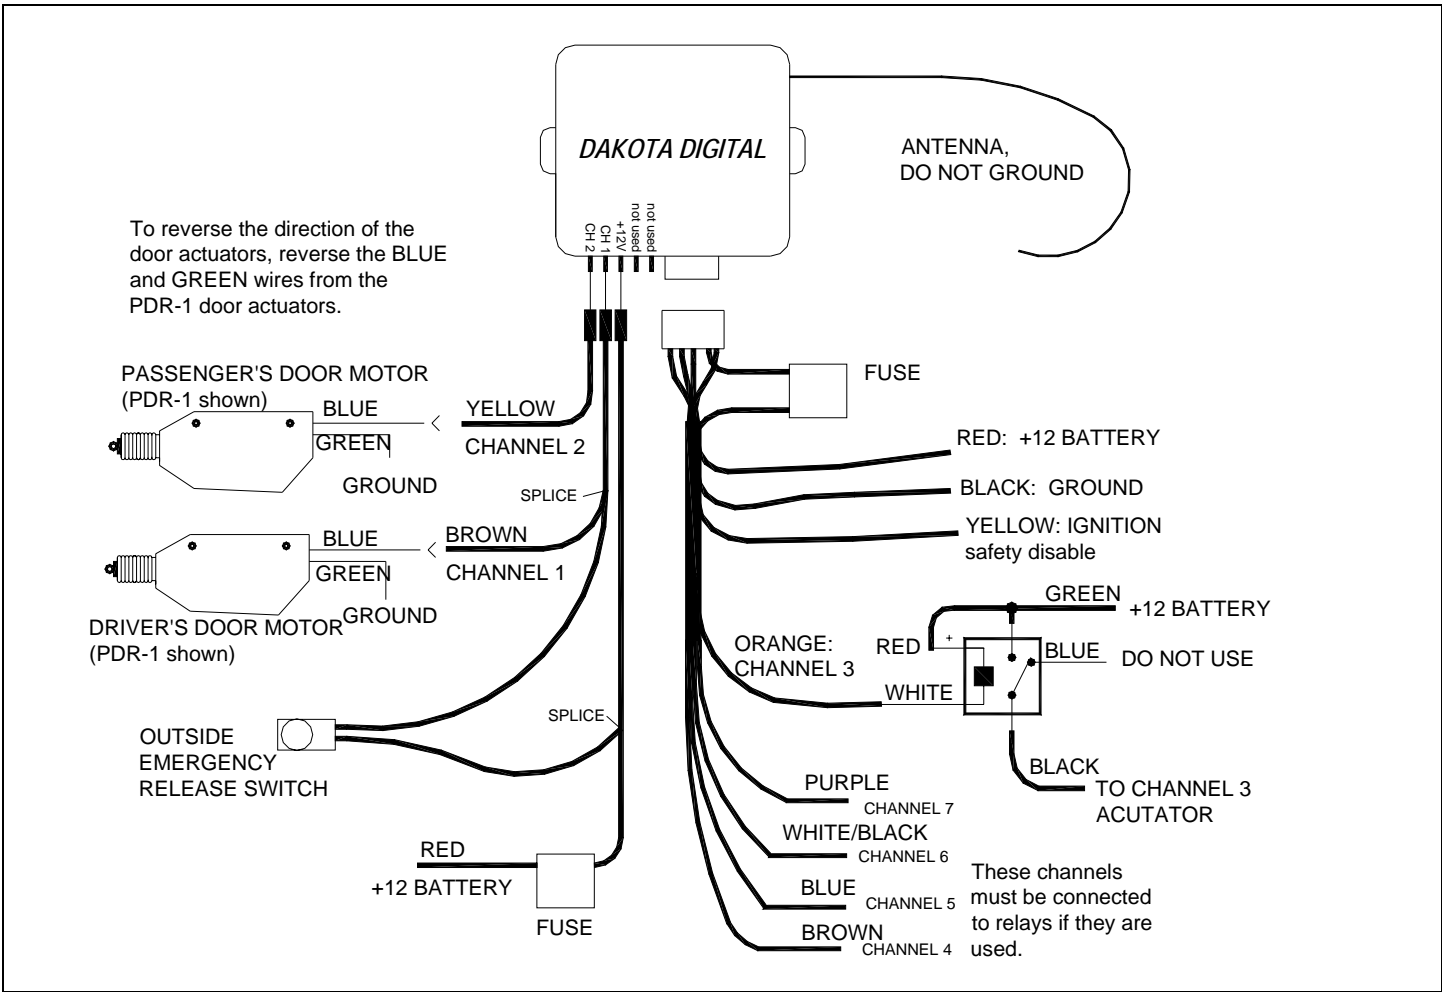 DAKOTA DIGITAL
ANTENNA,
DO NOT GROUND
CH 2
CH 1
+12V
not used
not used
To reverse the direction of the
door actuators, reverse the BLUE
and GREEN wires from the
PDR-1 door actuators.
PASSENGER'S DOOR MOTOR
(PDR-1 shown)
BLUE
GREEN
GROUND
YELLOW
CHANNEL 2
SPLICE
BLUE
GREEN
GROUND
BROWN
CHANNEL 1
DRIVER'S DOOR MOTOR
(PDR-1 shown)
OUTSIDE
EMERGENCY
RELEASE SWITCH
SPLICE
RED
+12 BATTERY
FUSE
FUSE
RED: +12 BATTERY
BLACK: GROUND
YELLOW: IGNITION
safety disable
GREEN
+12 BATTERY
ORANGE:
CHANNEL 3
RED
+
BLUE
DO NOT USE
WHITE
BLACK
TO CHANNEL 3
ACUTATOR
PURPLE
CHANNEL 7
WHITE/BLACK
CHANNEL 6
BLUE
CHANNEL 5
BROWN
CHANNEL 4
These channels
must be connected
to relays if they are
used.